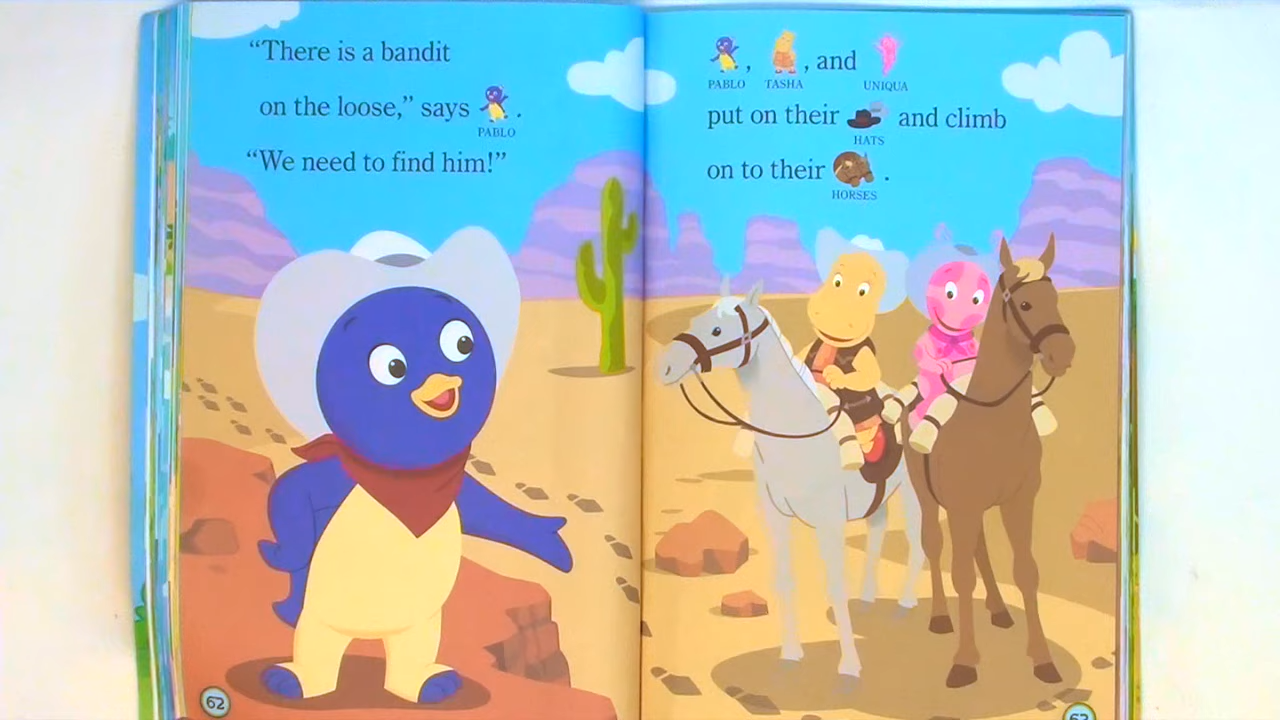 “There is a bandit
on the loose,” says .
PABLO
“We need to find him!”
62
, , and
PABLO TASHA UNIQUA
put on their and climb
HATS
on to their .
HORSES